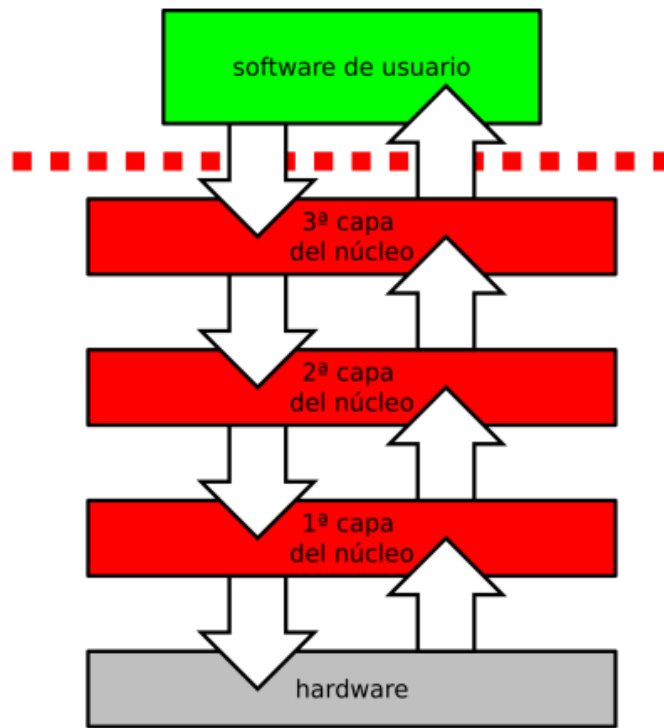 software de usuario
3ª capa
del núcleo
2ª capa
del núcleo
1ª capa
del núcleo
hardware